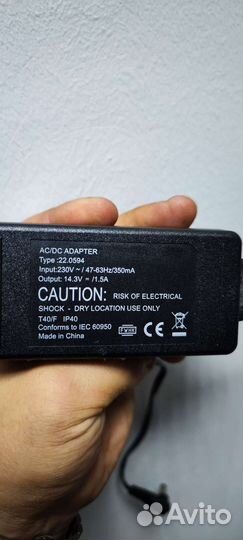 AC/DC ADAPTER
Type :22.0594
Input:230V ~ / 47-63Hz/350mA
Output: 14.3V ⎓ /1.5A
CAUTION: RISK OF ELECTRICAL
SHOCK - DRY LOCATION USE ONLY
T40/F IP40
Conforms to IEC 60950
Made in China
CE
Avito